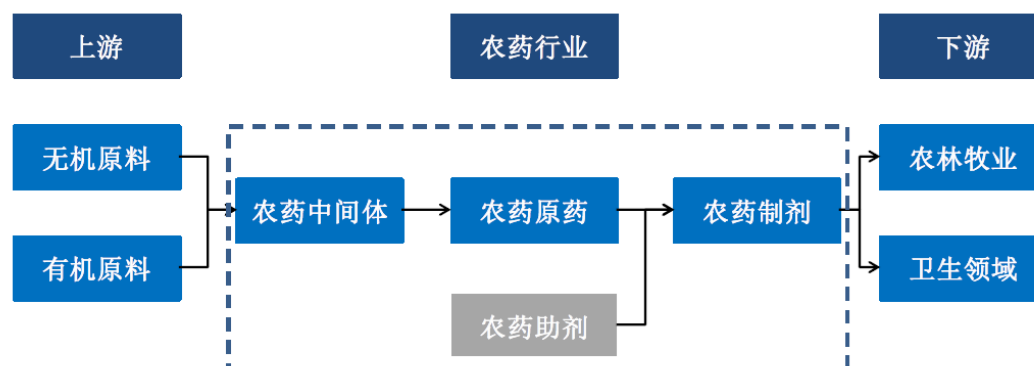 上游
农药行业
下游
无机原料
农林牧业
农药中间体
农药原药
农药制剂
有机原料
卫生领域
农药助剂